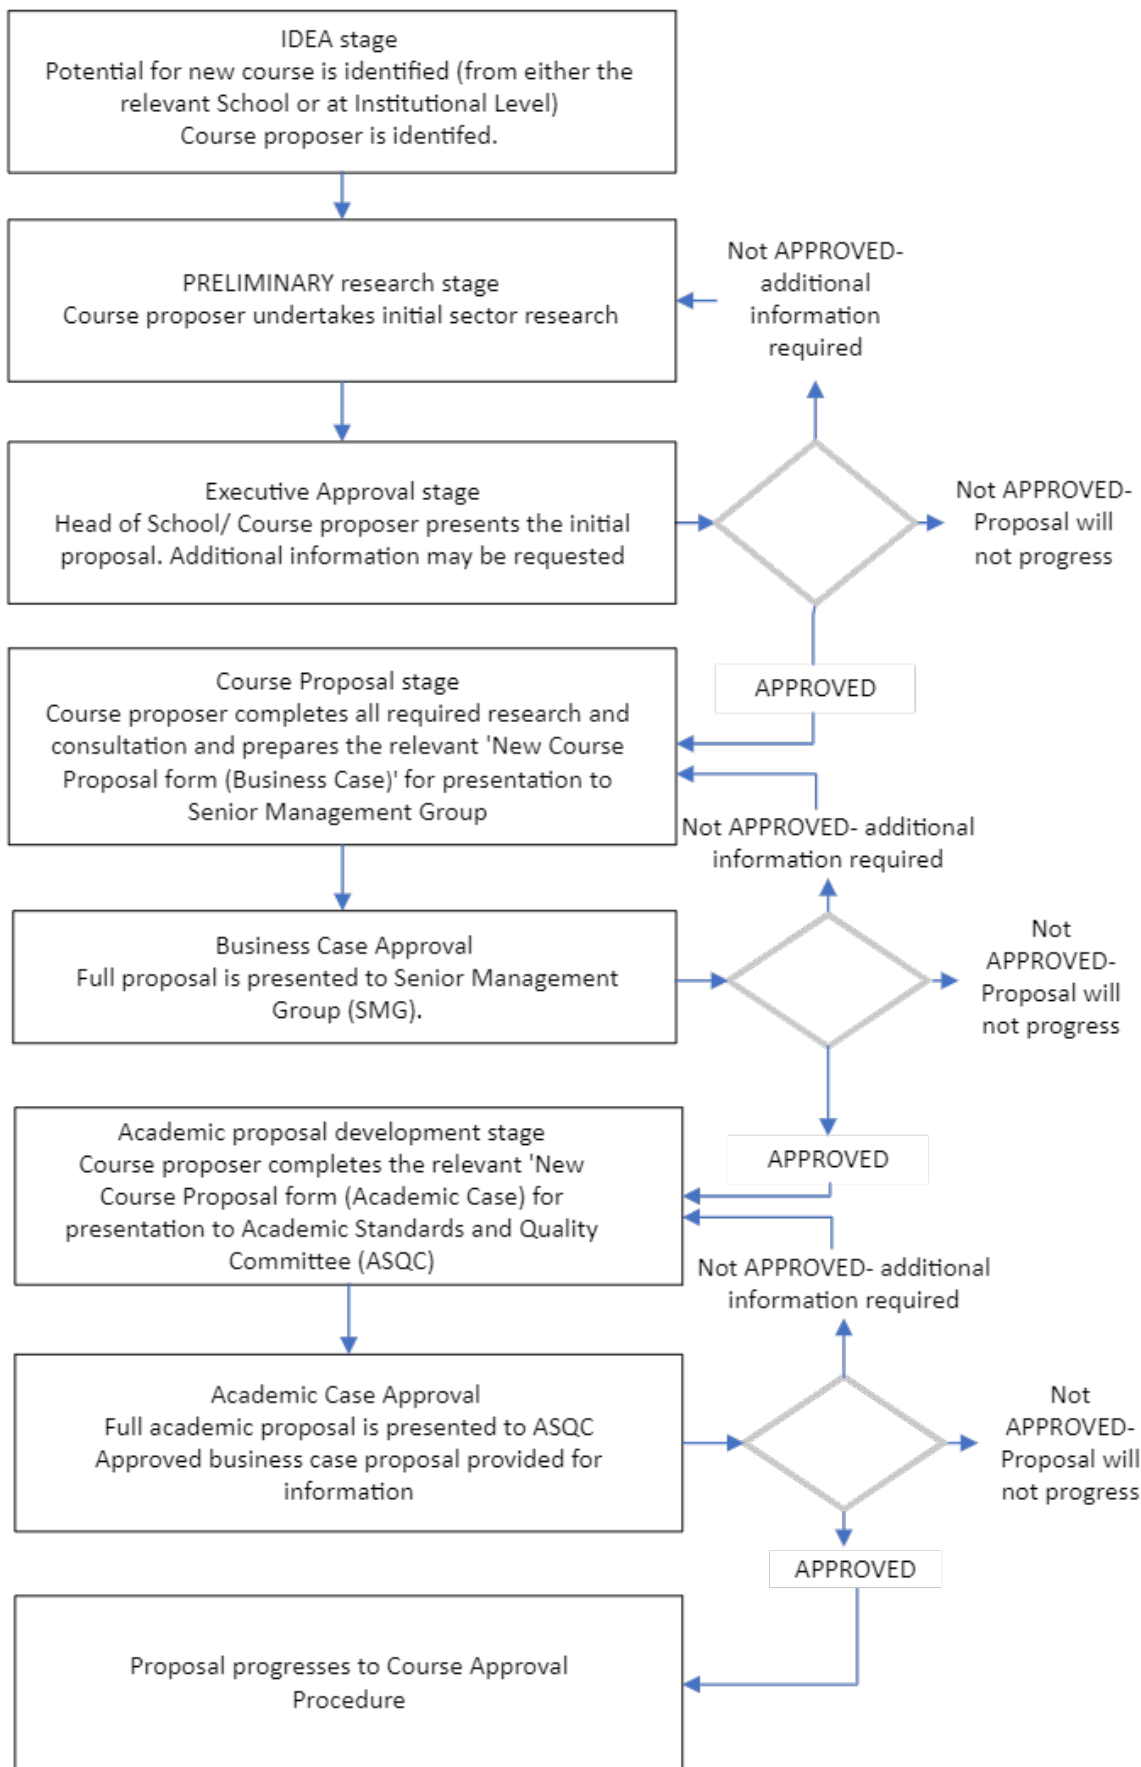 IDEA stage
Potential for new course is identified (from either the
relevant School or at Institutional Level)
Course proposer is identifed.
PRELIMINARY research stage
Course proposer undertakes initial sector research
Not APPROVED-
additional
information
required
Executive Approval stage
Head of School/ Course proposer presents the initial
proposal. Additional information may be requested
Not APPROVED-
Proposal will
not progress
APPROVED
Course Proposal stage
Course proposer completes all required research and
consultation and prepares the relevant 'New Course
Proposal form (Business Case)' for presentation to
Senior Management Group
Not APPROVED- additional
information required
Business Case Approval
Full proposal is presented to Senior Management
Group (SMG).
Not
APPROVED-
Proposal will
not progress
APPROVED
Academic proposal development stage
Course proposer completes the relevant 'New
Course Proposal form (Academic Case) for
presentation to Academic Standards and Quality
Committee (ASQC)
Not APPROVED- additional
information required
Academic Case Approval
Full academic proposal is presented to ASQC
Approved business case proposal provided for
information
Not
APPROVED-
Proposal will
not progress
APPROVED
Proposal progresses to Course Approval
Procedure